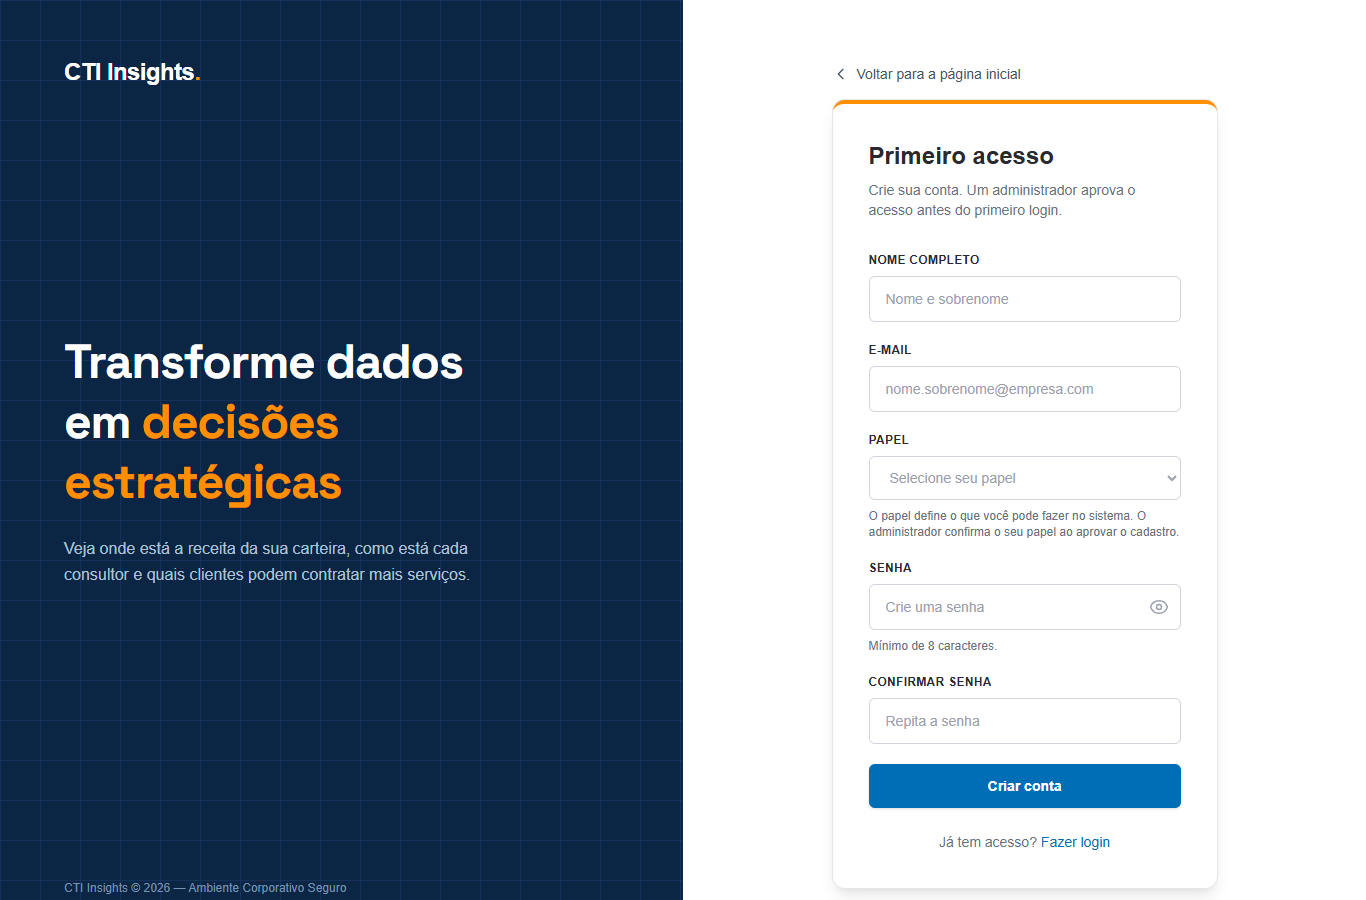 CTI Insights.
Transforme dados
em decisões
estratégicas
Veja onde está a receita da sua carteira, como está cada
consultor e quais clientes podem contratar mais serviços.
CTI Insights © 2026 — Ambiente Corporativo Seguro
Voltar para a página inicial
Primeiro acesso
Crie sua conta. Um administrador aprova o
acesso antes do primeiro login.
NOME COMPLETO
Nome e sobrenome
E-MAIL
nome.sobrenome@empresa.com
PAPEL
Selecione seu papel
O papel define o que você pode fazer no sistema. O
administrador confirma o seu papel ao aprovar o cadastro.
SENHA
Crie uma senha
Mínimo de 8 caracteres.
CONFIRMAR SENHA
Repita a senha
Criar conta
Já tem acesso? Fazer login